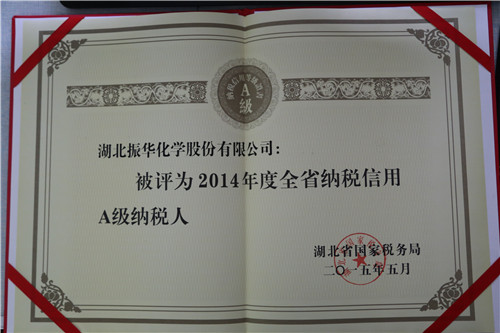 A
级
湖北振华化学股份有限公司：
被评为2014年度全省纳税信用
A级纳税人
湖北省国家税务局
二〇一五年五月